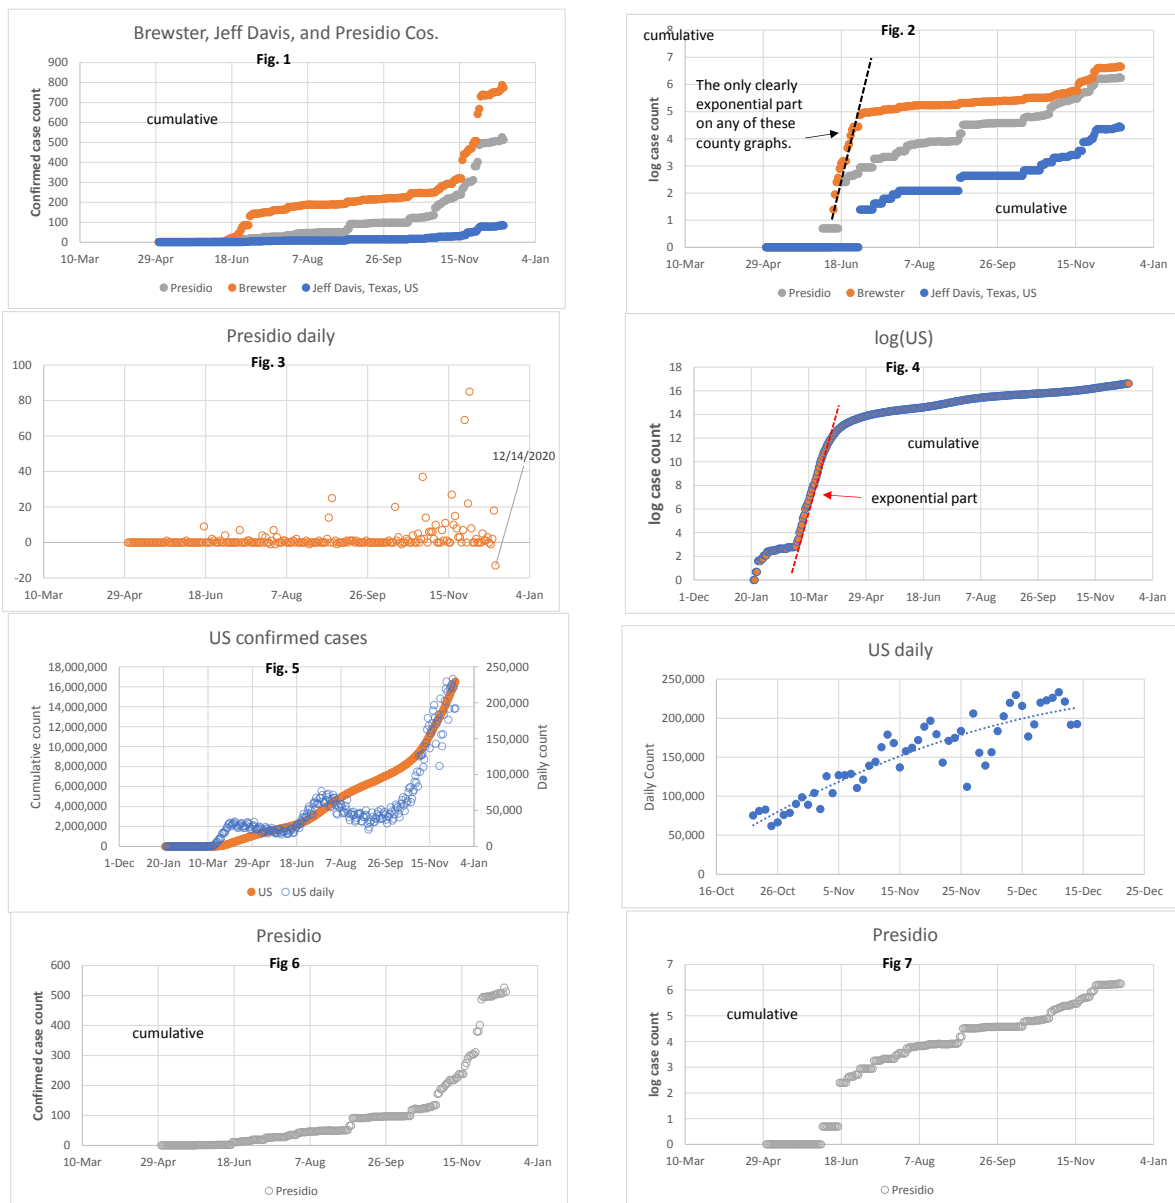 Brewster, Jeff Davis, and Presidio Cos.
Fig. 1
900
800
700
600
500
400
300
200
100
0
Confirmed case count
cumulative
10-Mar 29-Apr 18-Jun 7-Aug 26-Sep 15-Nov 4-Jan
Presidio Brewster Jeff Davis, Texas, US
Fig. 2
cumulative
8
7
6
5
4
3
2
1
0
log case count
The only clearly
exponential part
on any of these
county graphs.
cumulative
10-Mar 29-Apr 18-Jun 7-Aug 26-Sep 15-Nov 4-Jan
Presidio Brewster Jeff Davis, Texas, US
Presidio daily
Fig. 3
100
80
60
40
20
0
-20
12/14/2020
10-Mar 29-Apr 18-Jun 7-Aug 26-Sep 15-Nov 4-Jan
log(US)
Fig. 4
18
16
14
12
10
8
6
4
2
0
log case count
cumulative
exponential part
1-Dec 20-Jan 10-Mar 29-Apr 18-Jun 7-Aug 26-Sep 15-Nov 4-Jan
US confirmed cases
Fig. 5
18,000,000
16,000,000
14,000,000
12,000,000
10,000,000
8,000,000
6,000,000
4,000,000
2,000,000
0
Cumulative count
250,000
200,000
150,000
100,000
50,000
0
Daily count
1-Dec 20-Jan 10-Mar 29-Apr 18-Jun 7-Aug 26-Sep 15-Nov 4-Jan
US US daily
US daily
250,000
200,000
150,000
100,000
50,000
0
Daily Count
16-Oct 26-Oct 5-Nov 15-Nov 25-Nov 5-Dec 15-Dec 25-Dec
Presidio
Fig 6
600
500
400
300
200
100
0
Confirmed case count
cumulative
10-Mar 29-Apr 18-Jun 7-Aug 26-Sep 15-Nov 4-Jan
Presidio
Presidio
Fig 7
7
6
5
4
3
2
1
0
log case count
cumulative
10-Mar 29-Apr 18-Jun 7-Aug 26-Sep 15-Nov 4-Jan
Presidio